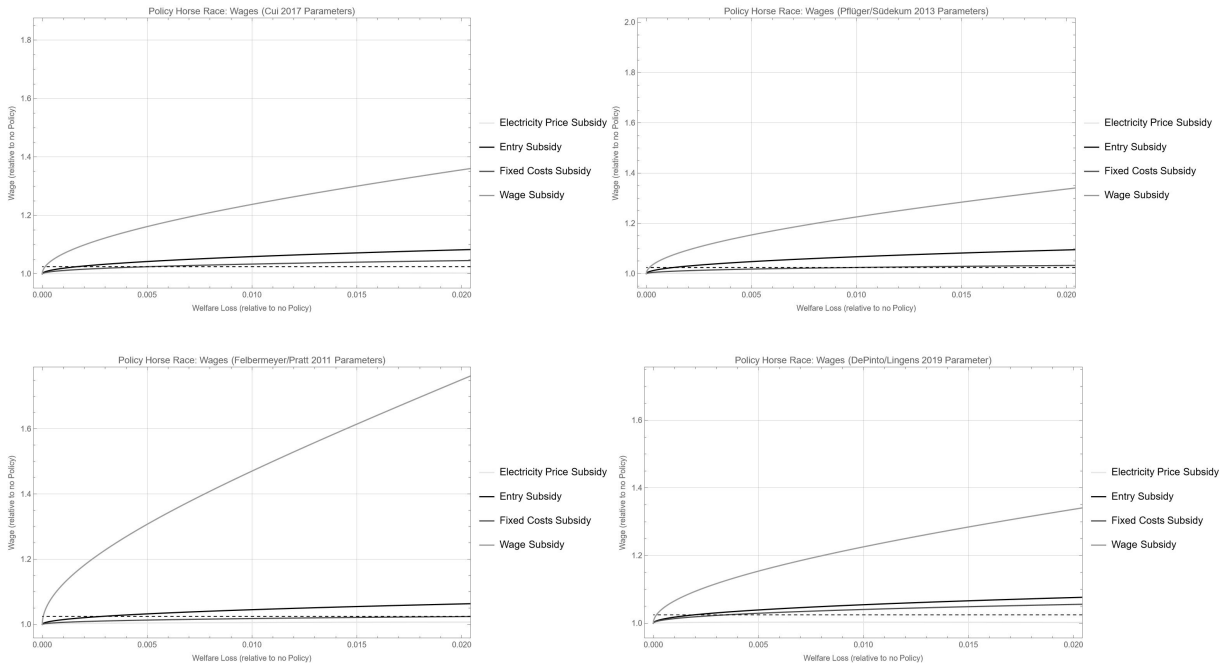 Policy Horse Race: Wages (Cui 2017 Parameters)
1.8
1.6
1.4
1.2
1.0
Wage (relative to no Policy)
0.000 0.005 0.010 0.015 0.020
Welfare Loss (relative to no Policy)
Electricity Price Subsidy
Entry Subsidy
Fixed Costs Subsidy
Wage Subsidy
Policy Horse Race: Wages (Pflüger/Südekum 2013 Parameters)
2.0
1.8
1.6
1.4
1.2
1.0
Wage (relative to no Policy)
0.000 0.005 0.010 0.015 0.020
Welfare Loss (relative to no Policy)
Electricity Price Subsidy
Entry Subsidy
Fixed Costs Subsidy
Wage Subsidy
Policy Horse Race: Wages (Felbermeyer/Pratt 2011 Parameters)
1.6
1.4
1.2
1.0
Wage (relative to no Policy)
0.000 0.005 0.010 0.015 0.020
Welfare Loss (relative to no Policy)
Electricity Price Subsidy
Entry Subsidy
Fixed Costs Subsidy
Wage Subsidy
Policy Horse Race: Wages (DePinto/Lingens 2019 Parameter)
1.6
1.4
1.2
1.0
Wage (relative to no Policy)
0.000 0.005 0.010 0.015 0.020
Welfare Loss (relative to no Policy)
Electricity Price Subsidy
Entry Subsidy
Fixed Costs Subsidy
Wage Subsidy